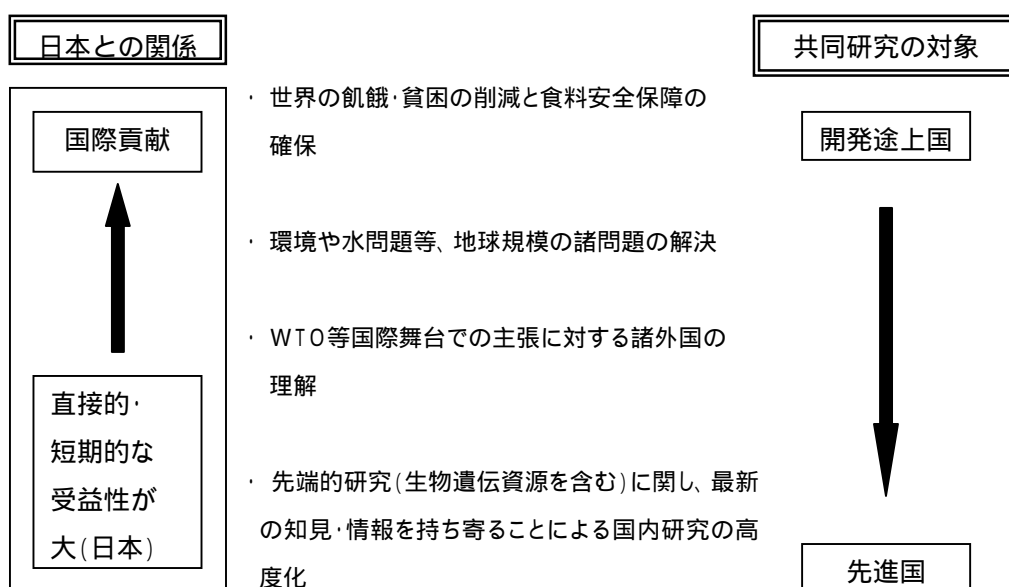 日本との関係
共同研究の対象
国際貢献
・ 世界の飢餓・貧困の削減と食料安全保障の
確保
開発途上国
・ 環境や水問題等、地球規模の諸問題の解決
・ WTO等国際舞台での主張に対する諸外国の
理解
直接的・
短期的な
受益性が
大(日本)
・ 先端的研究(生物遺伝資源を含む)に関し、最新
の知見・情報を持ち寄ることによる国内研究の高
度化
先進国